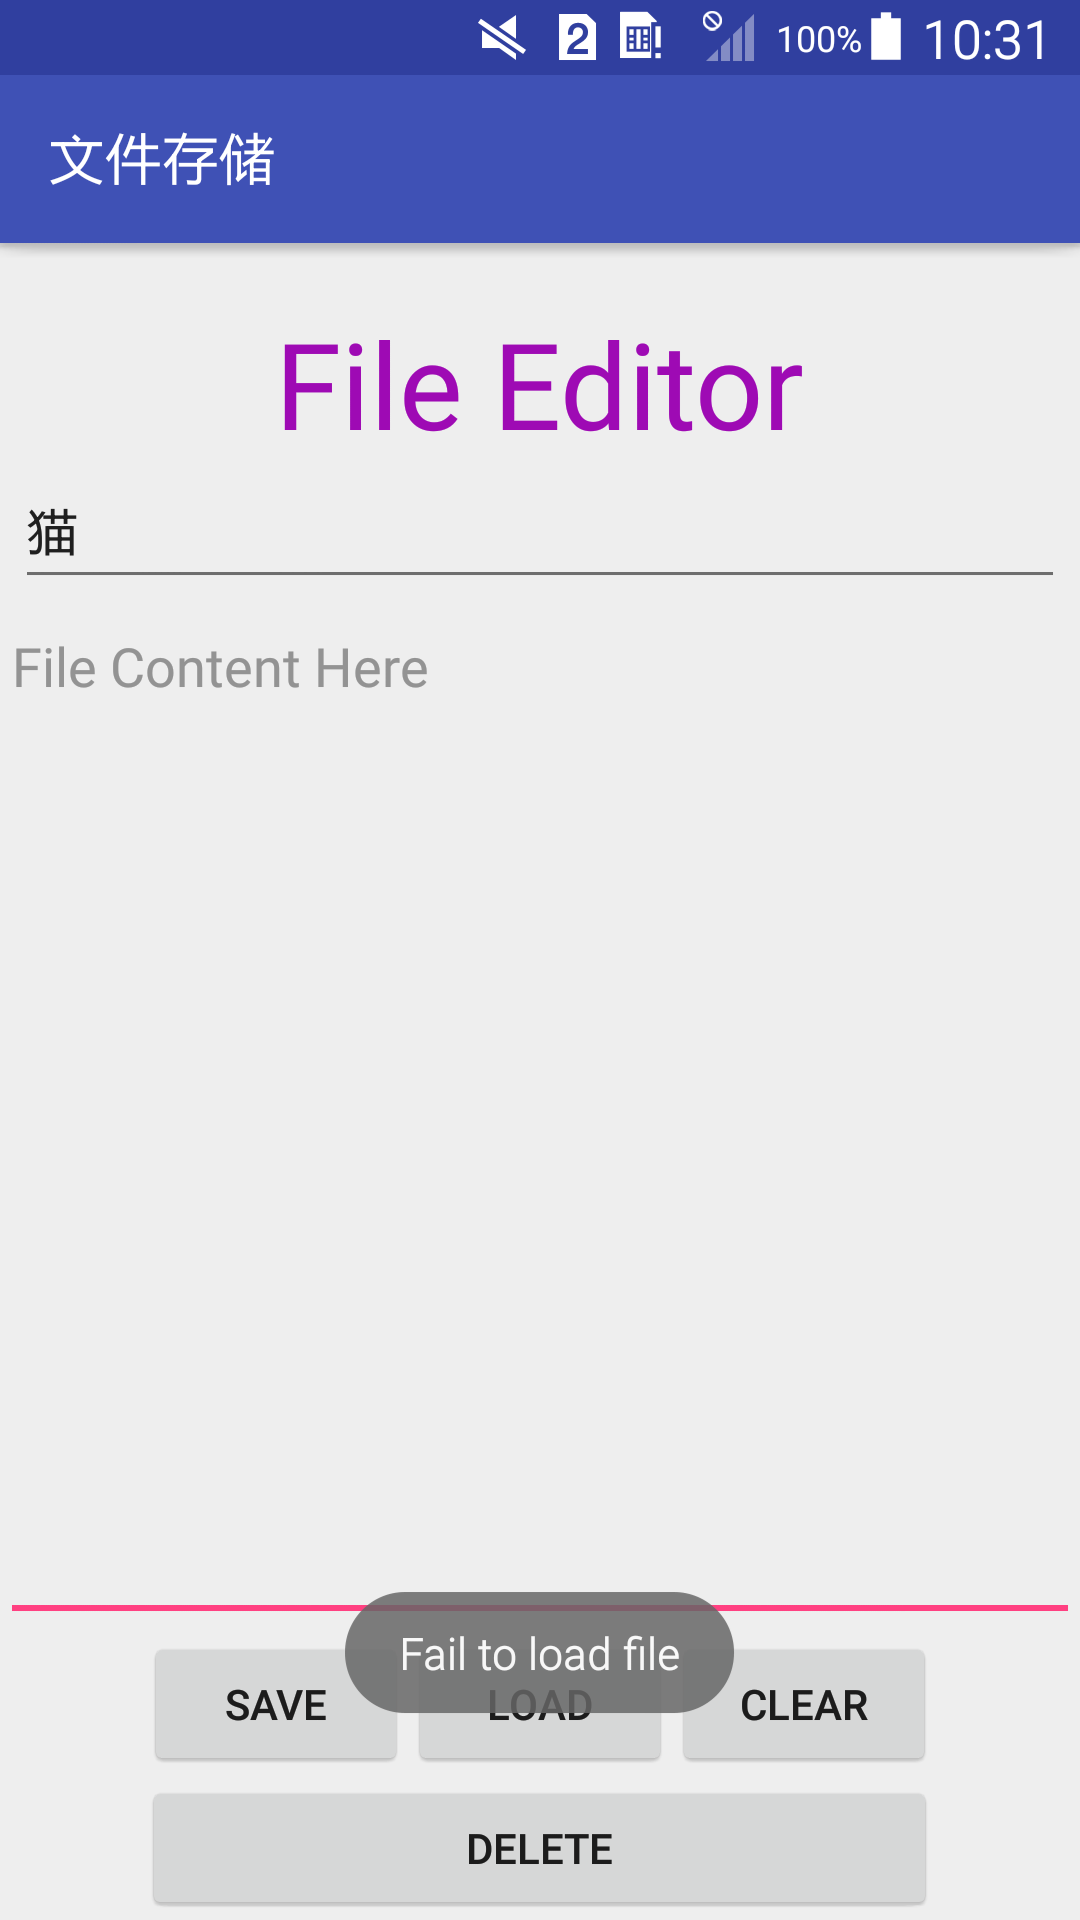 2 100% 10:31
文件存储
File Editor
猫
File Content Here
Fail to load file
SAVE LOAD CLEAR
DELETE